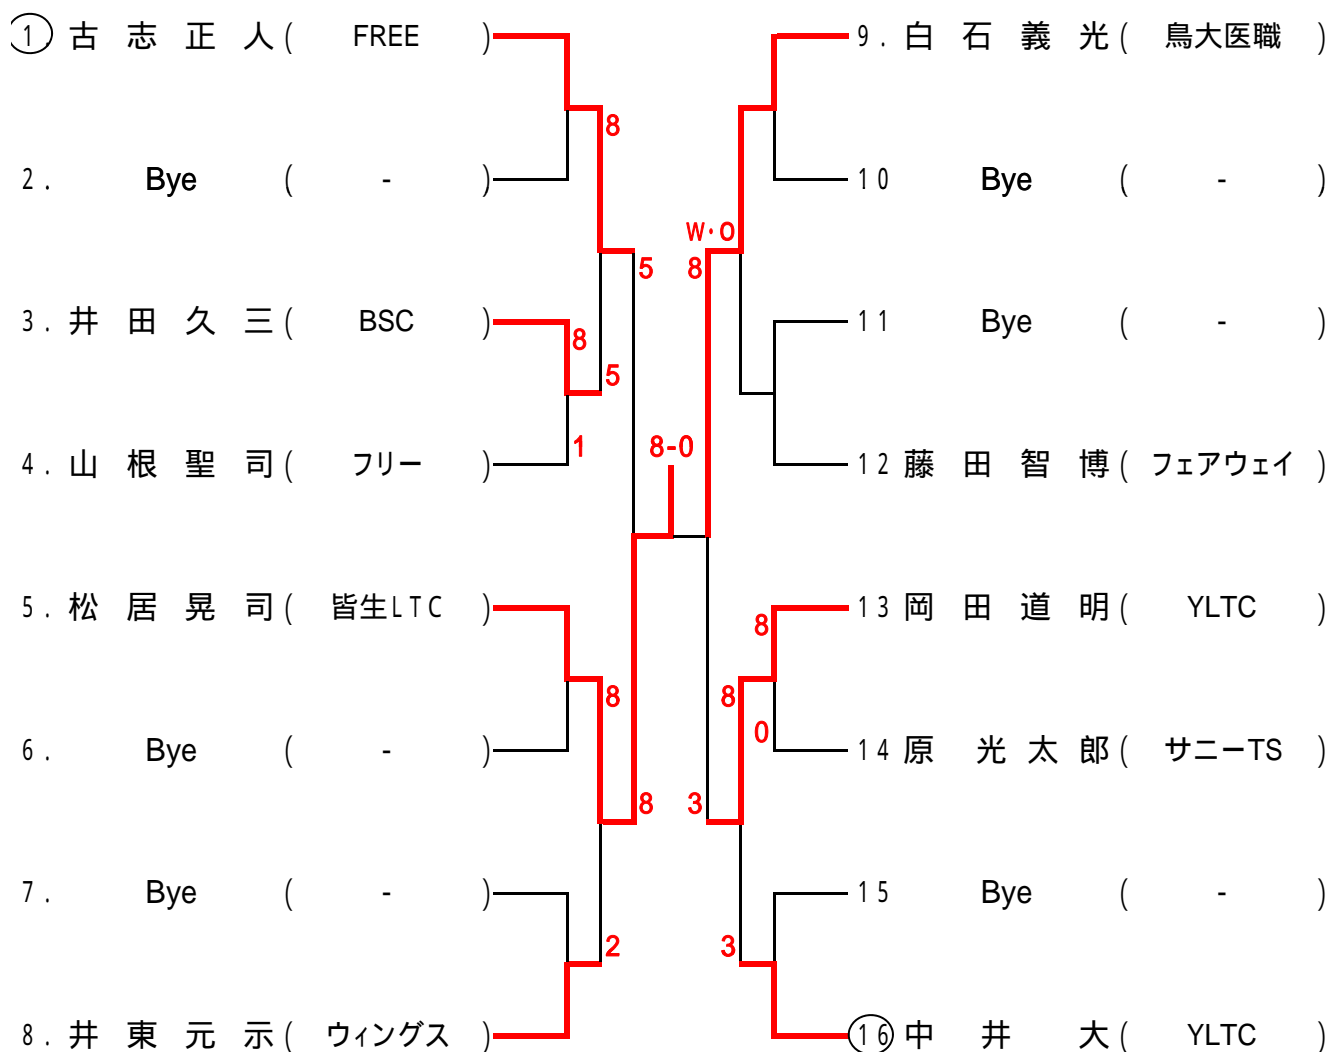 1 古志正人 ( FREE )
8
2. Bye ( - )
3. 井田久三 ( BSC )
8
5
5
4. 山根聖司 ( フリー )
1
5. 松居晃司 ( 皆生LTC )
8
6. Bye ( - )
8
7. Bye ( - )
2
8. 井東元示 ( ウィングス )
8-0
9. 白石義光 ( 鳥大医職 )
10 Bye ( - )
W・O
8
11 Bye ( - )
12 藤田智博 ( フェアウェイ )
13 岡田道明 ( YLTC )
8
8
0
14 原光太郎 ( サニーTS )
3
15 Bye ( - )
3
16 中井大 ( YLTC )